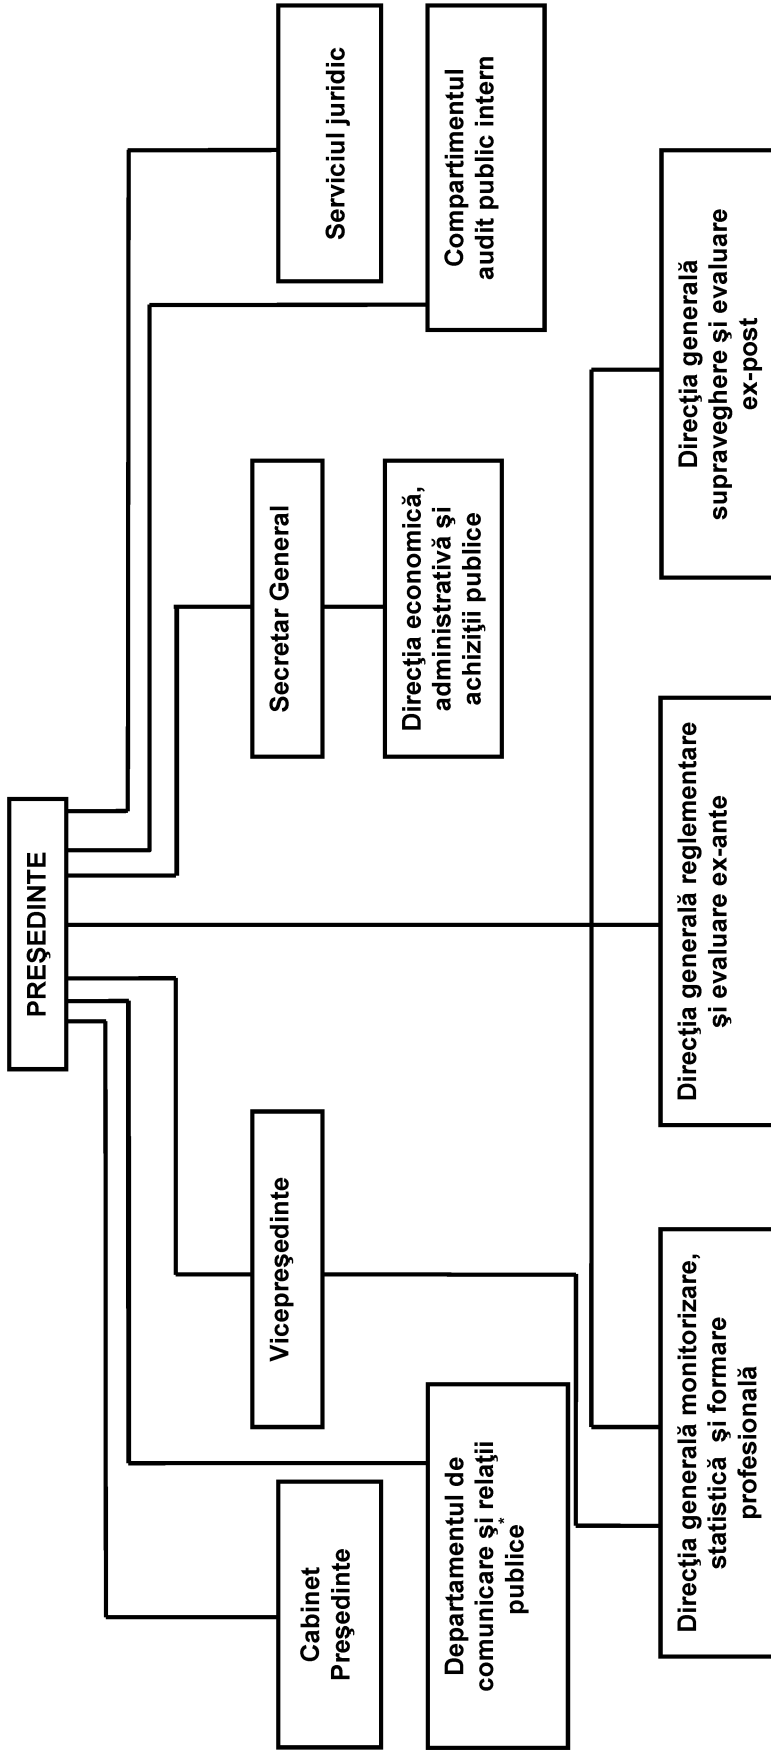 PREŞEDINTE
Cabinet
Preşedinte
Departamentul de
comunicare şi relaţii
publice*
Vicepreşedinte
Secretar General
Direcţia economică,
administrativă şi
achiziţii publice
Serviciul juridic
Compartimentul
audit public intern
Direcţia generală monitorizare,
statistică şi formare
profesională
Direcţia generală reglementare
şi evaluare ex-ante
Direcţia generală
supraveghere şi evaluare
ex-post